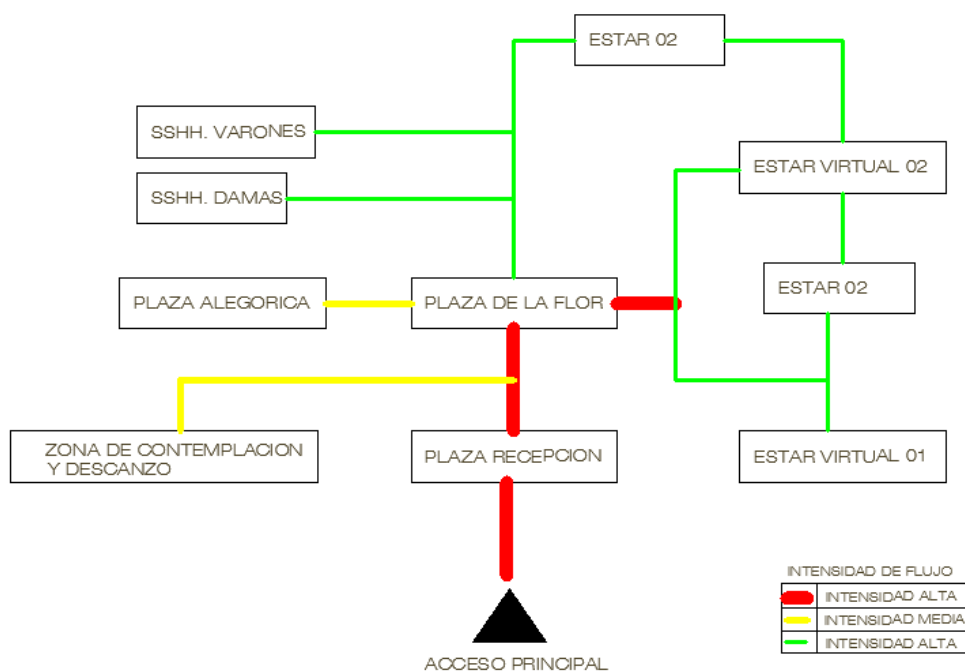 ESTAR 02
SSHH. VARONES
ESTAR VIRTUAL 02
SSHH. DAMAS
ESTAR 02
PLAZA ALEGORICA
PLAZA DE LA FLOR
ZONA DE CONTEMPLACION
Y DESCANZO
PLAZA RECEPCION
ESTAR VIRTUAL 01
INTENSIDAD DE FLUJO
INTENSIDAD ALTA
INTENSIDAD MEDIA
INTENSIDAD ALTA
ACCESO PRINCIPAL